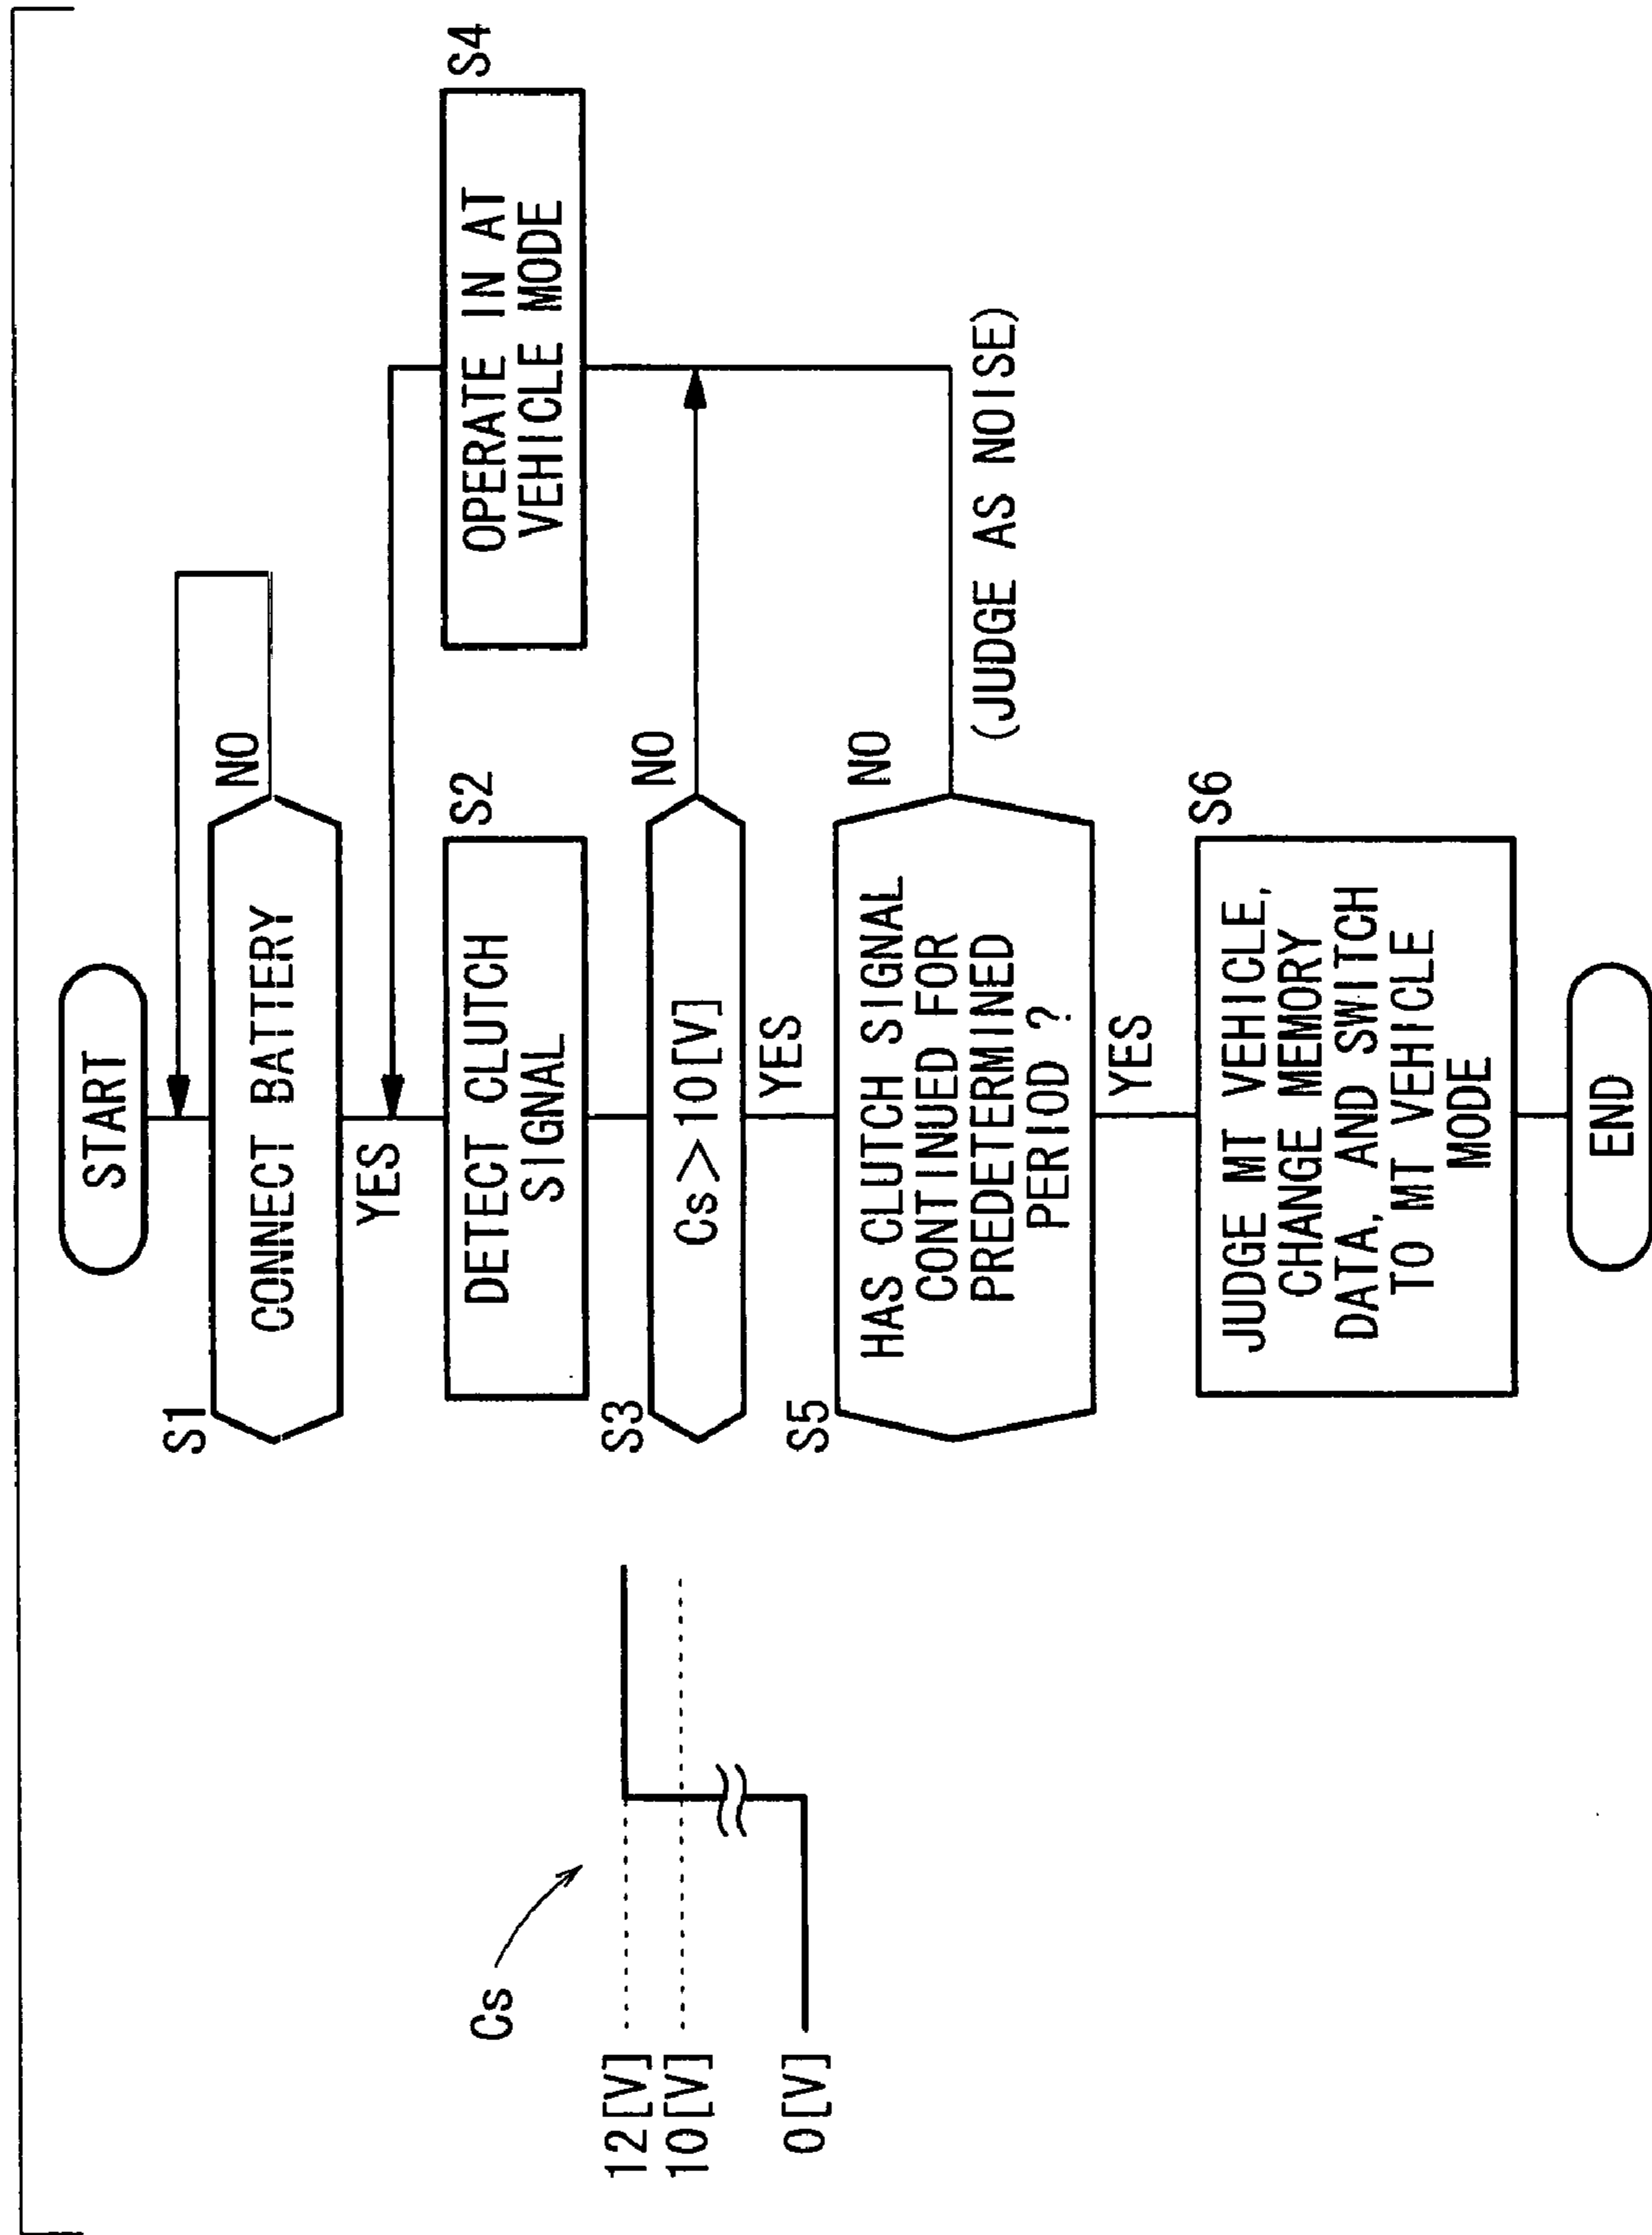 START
S1
CONNECT BATTERY
NO
YES
DETECT CLUTCH
SIGNAL
S2
OPERATE IN AT
VEHICLE MODE
S4
Cs
12[V]
10[V]
0[V]
S3
Cs>10[V]
NO
YES
S5
HAS CLUTCH SIGNAL
CONTINUED FOR
PREDETERMINED
PERIOD ?
NO
(JUDGE AS NOISE)
YES
S6
JUDGE MT VEHICLE,
CHANGE MEMORY
DATA, AND SWITCH
TO MT VEHICLE
MODE
END